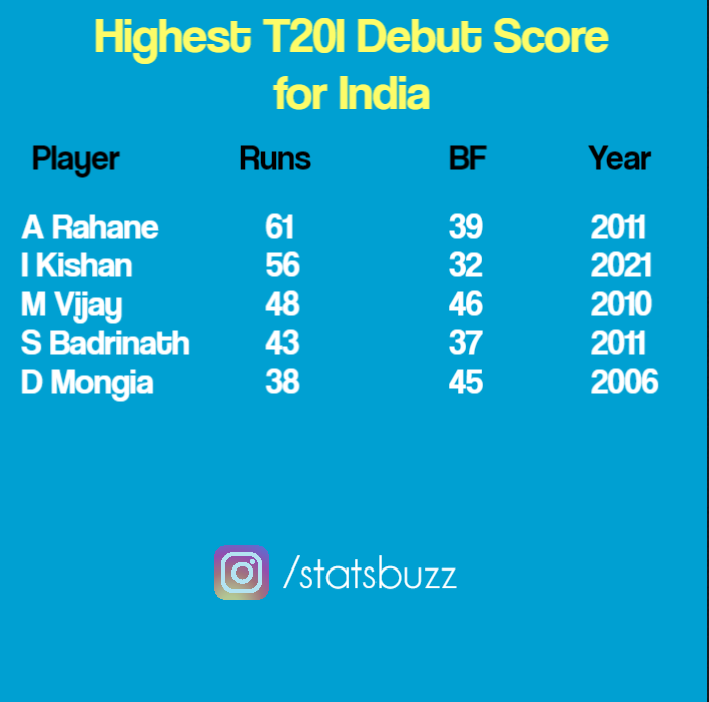 Highest T20I Debut Score
for India
Player Runs BF Year
A Rahane 61 39 2011
I Kishan 56 32 2021
M Vijay 48 46 2010
S Badrinath 43 37 2011
D Mongia 38 45 2006
/statsbuzz